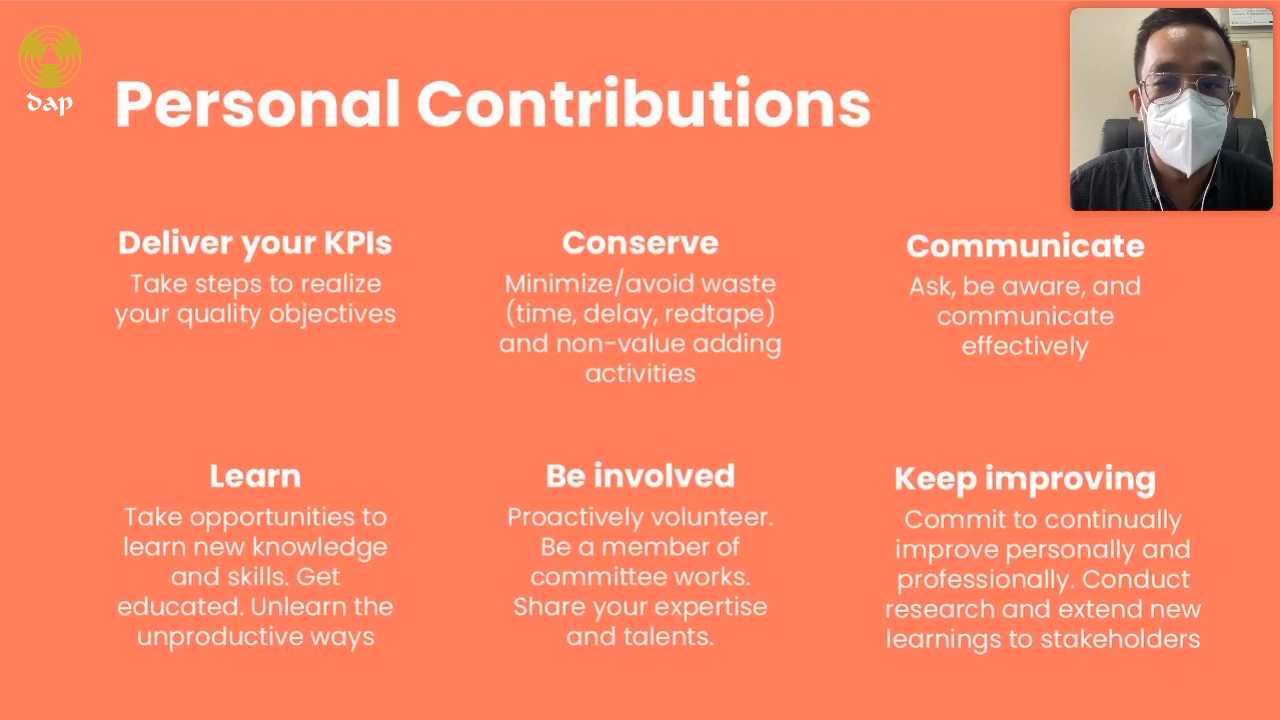 dap
Personal Contributions
Deliver your KPIs
Take steps to realize
your quality objectives
Conserve
Minimize/avoid waste
(time, delay, redtape)
and non-value adding
activities
Communicate
Ask, be aware, and
communicate
effectively
Learn
Take opportunities to
learn new knowledge
and skills. Get
educated. Unlearn the
unproductive ways
Be involved
Proactively volunteer.
Be a member of
committee works.
Share your expertise
and talents.
Keep improving
Commit to continually
improve personally and
professionally. Conduct
research and extend new
learnings to stakeholders